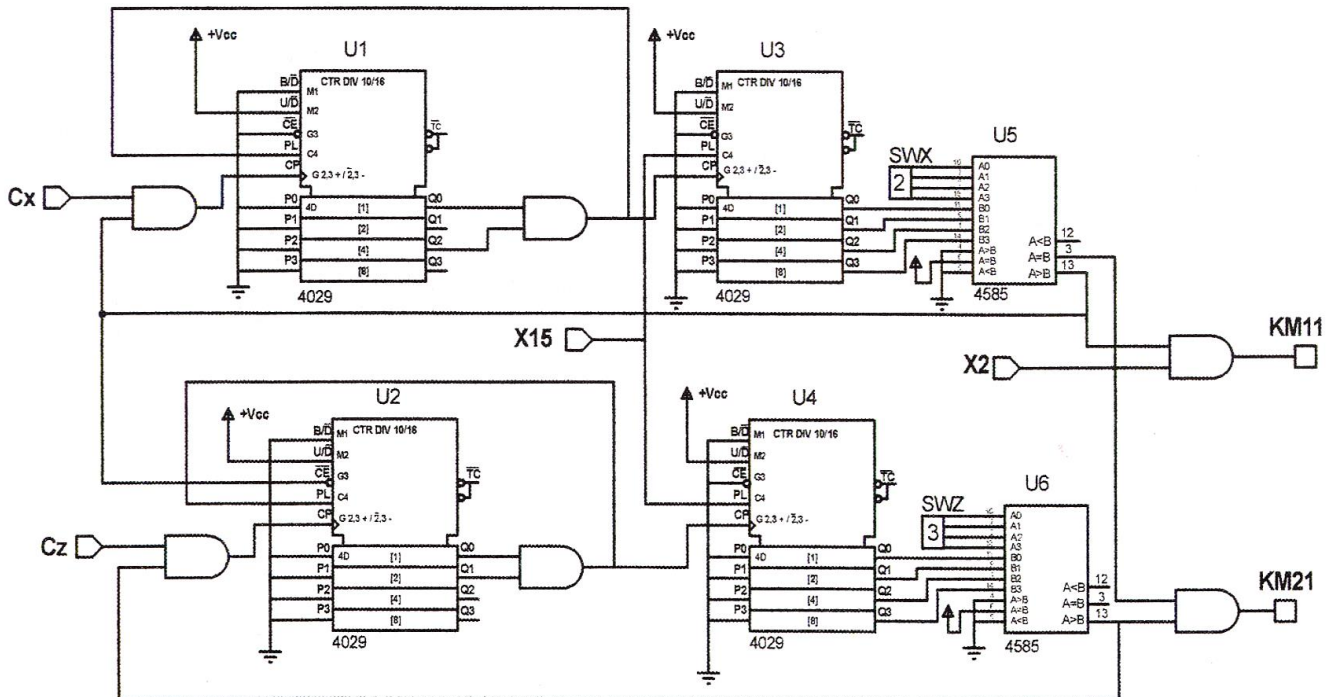 +Vcc
U1
B/D̅
M1
CTR DIV 10/16
U/D̅
M2
C̅E̅
G3
PL
C4
CP
G 2,3 + / 2̅,3 -
T̅C̅
P0
4D
[1]
Q0
P1
[2]
Q1
P2
[4]
Q2
P3
[8]
Q3
4029
Cx
+Vcc
U3
B/D̅
M1
CTR DIV 10/16
U/D̅
M2
C̅E̅
G3
PL
C4
CP
G 2,3 + / 2̅,3 -
T̅C̅
P0
4D
[1]
Q0
P1
[2]
Q1
P2
[4]
Q2
P3
[8]
Q3
4029
U5
SWX
2
A0
A1
A2
A3
B0
B1
B2
B3
A>B
A=B
A<B
A<B
12
A=B
3
A>B
13
4585
X15
X2
KM11
+Vcc
U2
B/D̅
M1
CTR DIV 10/16
U/D̅
M2
C̅E̅
G3
PL
C4
CP
G 2,3 + / 2̅,3 -
T̅C̅
P0
4D
[1]
Q0
P1
[2]
Q1
P2
[4]
Q2
P3
[8]
Q3
4029
Cz
+Vcc
U4
B/D̅
M1
CTR DIV 10/16
U/D̅
M2
C̅E̅
G3
PL
C4
CP
G 2,3 + / 2̅,3 -
T̅C̅
P0
4D
[1]
Q0
P1
[2]
Q1
P2
[4]
Q2
P3
[8]
Q3
4029
U6
SWZ
3
A0
A1
A2
A3
B0
B1
B2
B3
A>B
A=B
A<B
A<B
12
A=B
3
A>B
13
4585
KM21